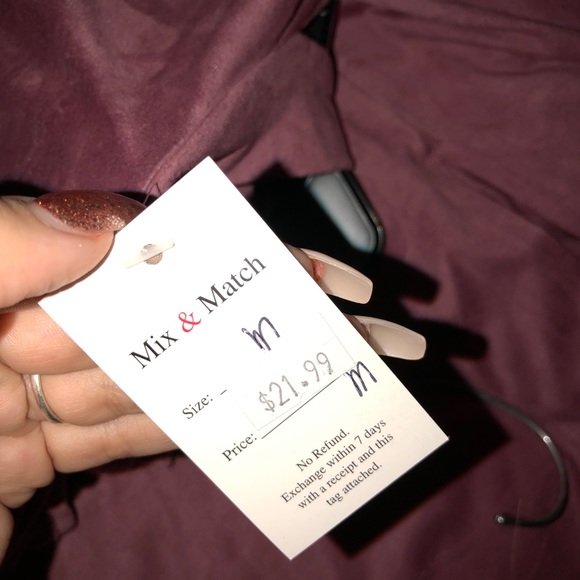 Mix & Match
Size: M
$21.99
Price: M
No Refund.
Exchange within 7 days
with a receipt and this
tag attached.